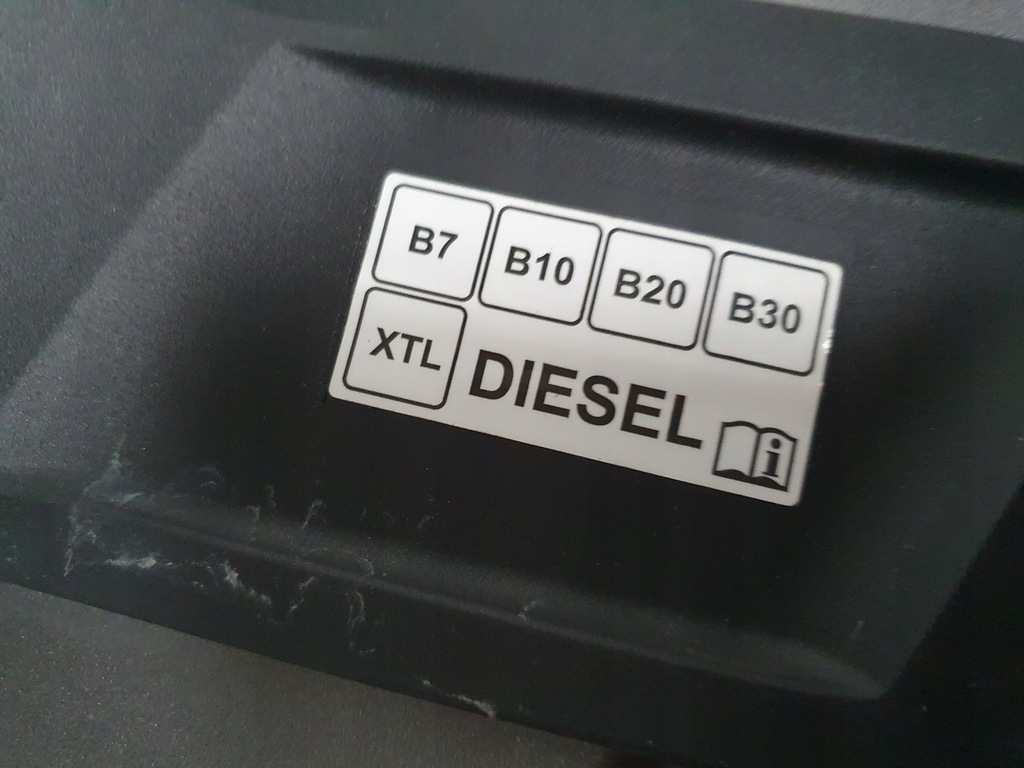 B7 B10 B20 B30
XTL DIESEL i